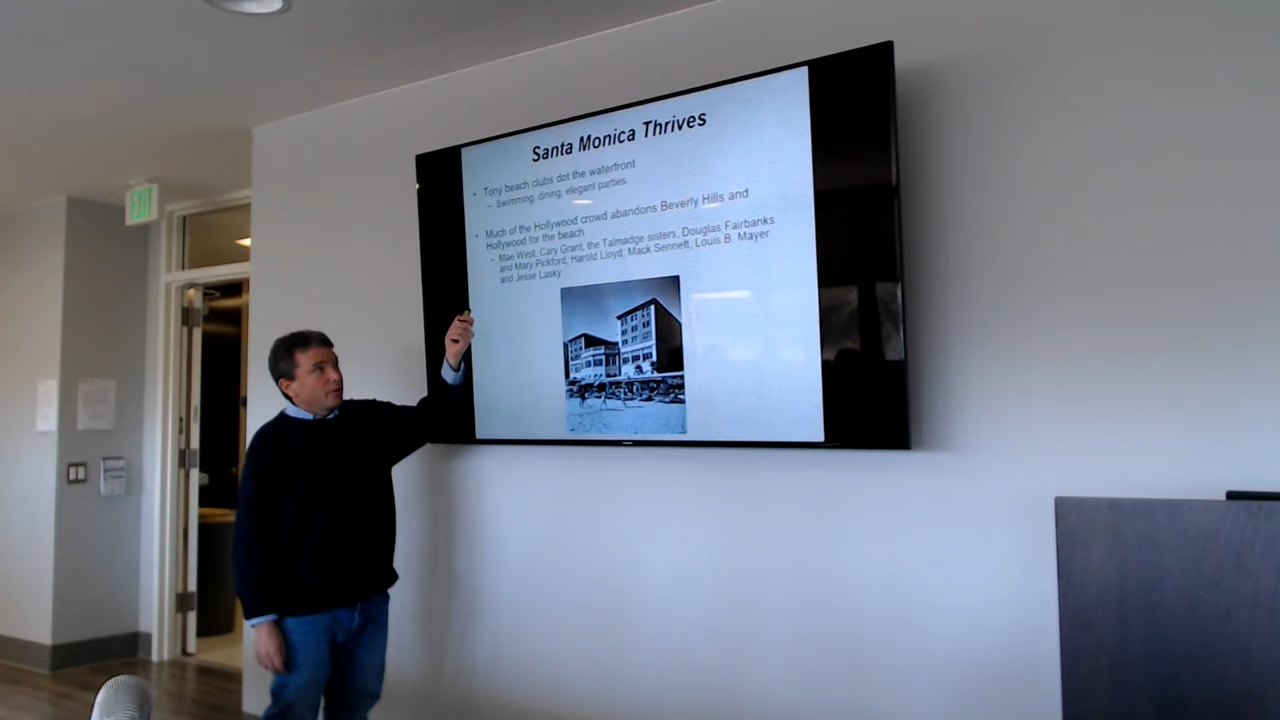 EXIT
Santa Monica Thrives
• Tony beach clubs dot the waterfront
– Swimming, dining, elegant parties
• Much of the Hollywood crowd abandons Beverly Hills and
Hollywood for the beach
– Mae West, Cary Grant, the Talmadge sisters, Douglas Fairbanks
and Mary Pickford, Harold Lloyd, Mack Sennett, Louis B. Mayer
and Jesse Lasky